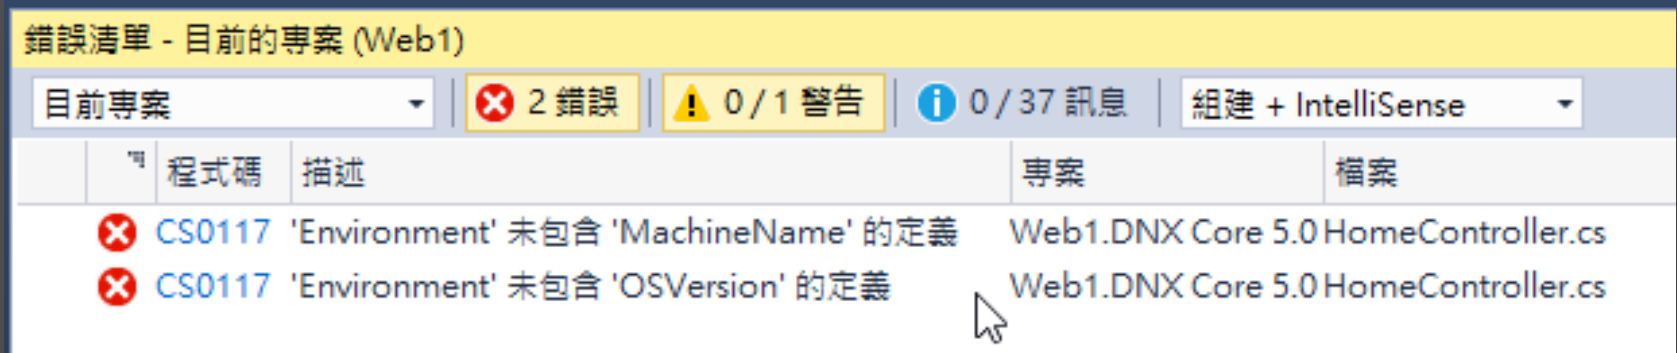 錯誤清單 - 目前的專案 (Web1)
目前專案 2 錯誤 0 / 1 警告 0 / 37 訊息 組建 + IntelliSense
程式碼 描述 專案 檔案
CS0117 'Environment' 未包含 'MachineName' 的定義 Web1.DNX Core 5.0 HomeController.cs
CS0117 'Environment' 未包含 'OSVersion' 的定義 Web1.DNX Core 5.0 HomeController.cs